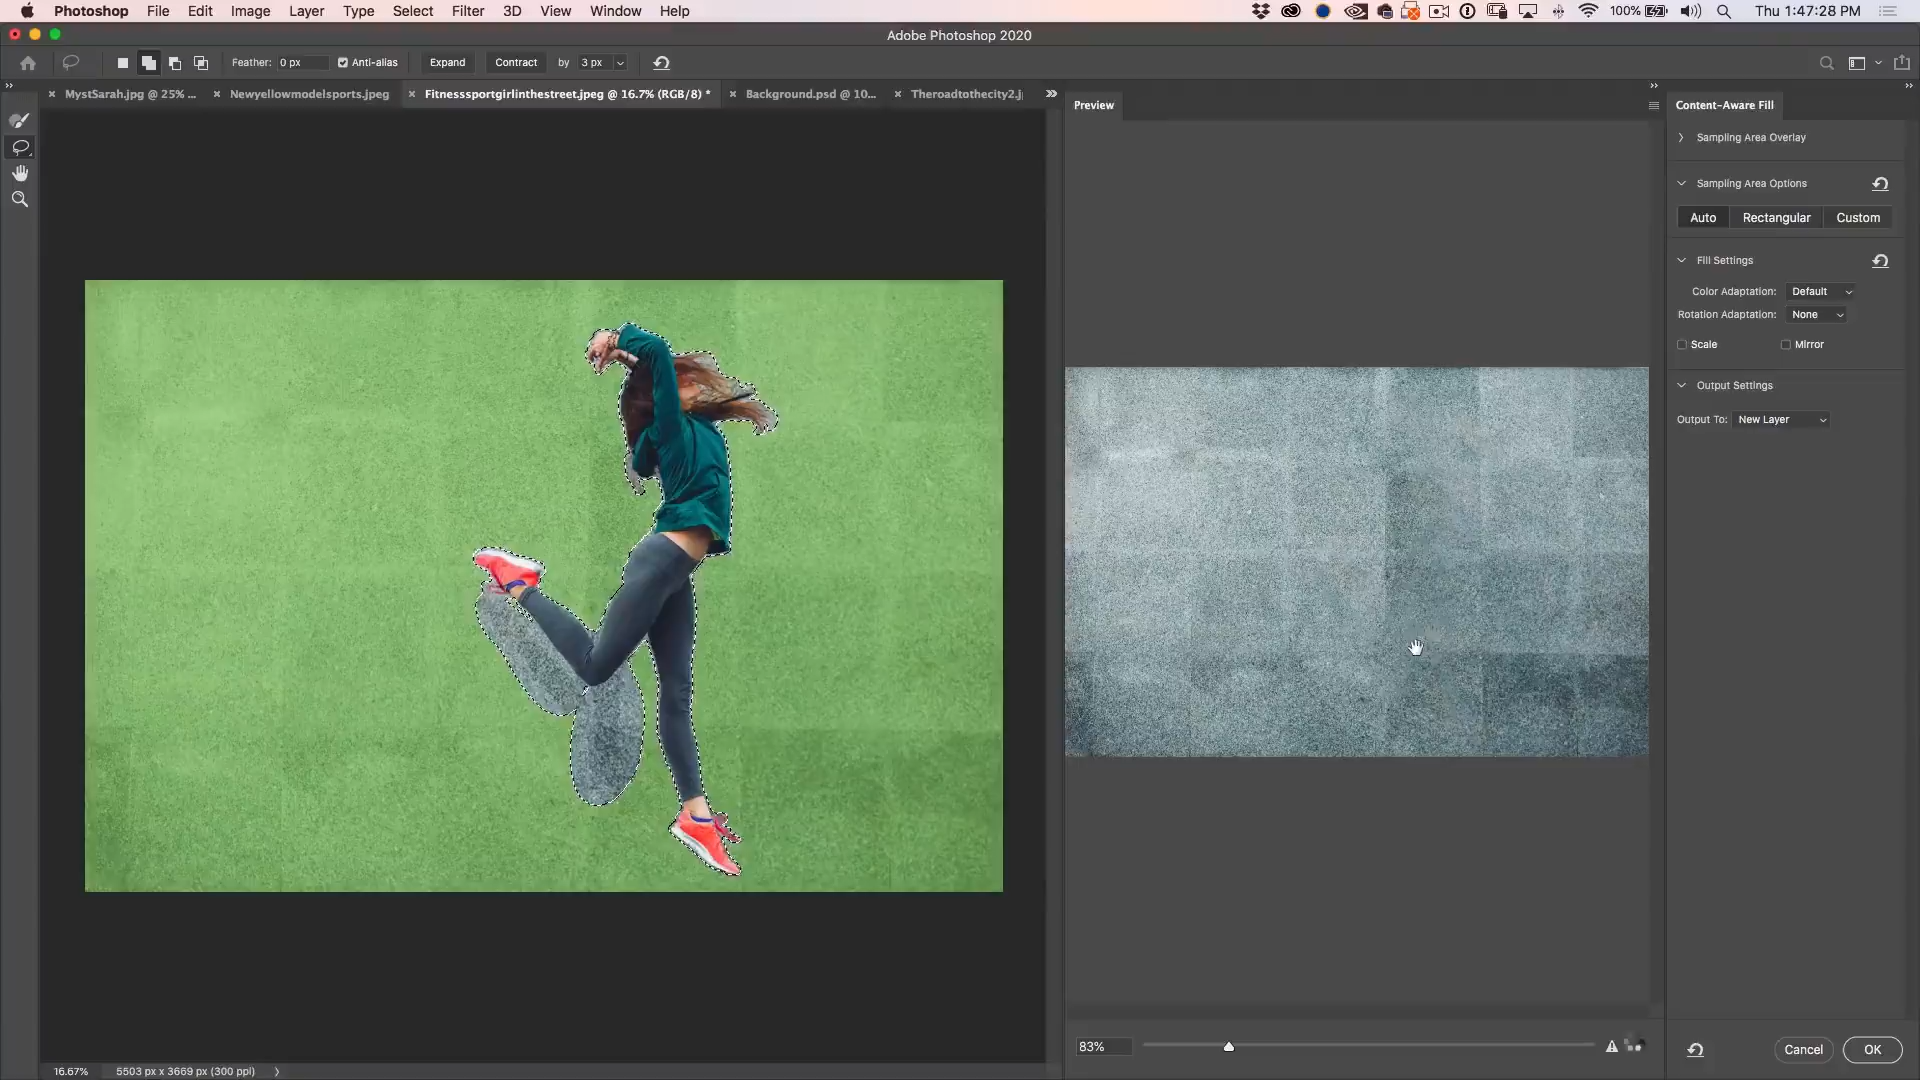 Photoshop File Edit Image Layer Type Select Filter 3D View Window Help 100% Thu 1:47:28 PM
Adobe Photoshop 2020
Feather: 0 px Anti-alias Expand Contract by 3 px
MystSarah.jpg @ 25% ... Newyellowmodelsports.jpeg Fitnesssportgirlinthestreet.jpeg @ 16.7% (RGB/8) * Background.psd @ 10... Theroadtothecity2.j
Preview
Content-Aware Fill
Sampling Area Overlay
Sampling Area Options
Auto Rectangular Custom
Fill Settings
Color Adaptation: Default
Rotation Adaptation: None
Scale Mirror
Output Settings
Output To: New Layer
83%
Cancel OK
16.67% 5503 px x 3669 px (300 ppi)